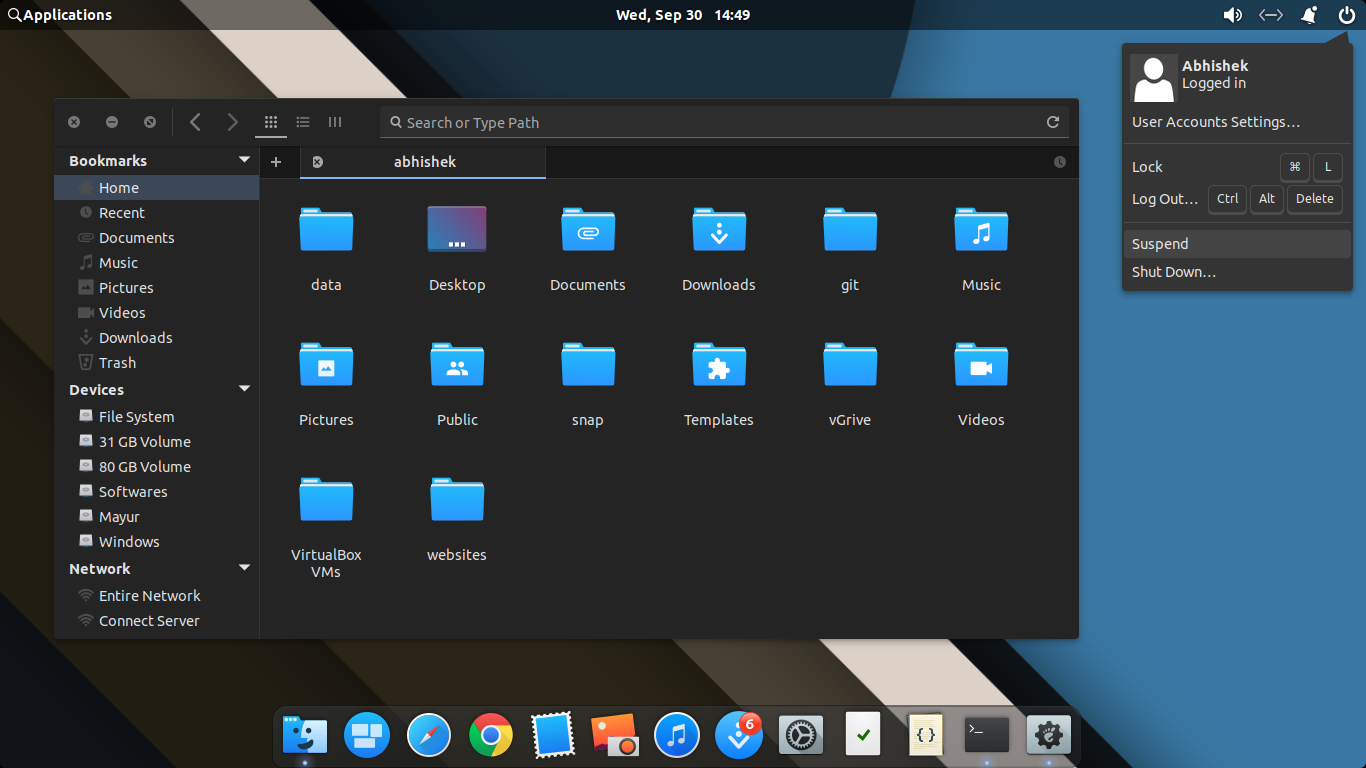 Applications
Wed, Sep 30 14:49
Abhishek
Logged in
User Accounts Settings…
Lock ⌘ L
Log Out… Ctrl Alt Delete
Suspend
Shut Down…
Search or Type Path
Bookmarks
Home
Recent
Documents
Music
Pictures
Videos
Downloads
Trash
Devices
File System
31 GB Volume
80 GB Volume
Softwares
Mayur
Windows
Network
Entire Network
Connect Server
abhishek
data Desktop Documents Downloads git Music
Pictures Public snap Templates vGrive Videos
VirtualBox websites
VMs
6
{}
>_